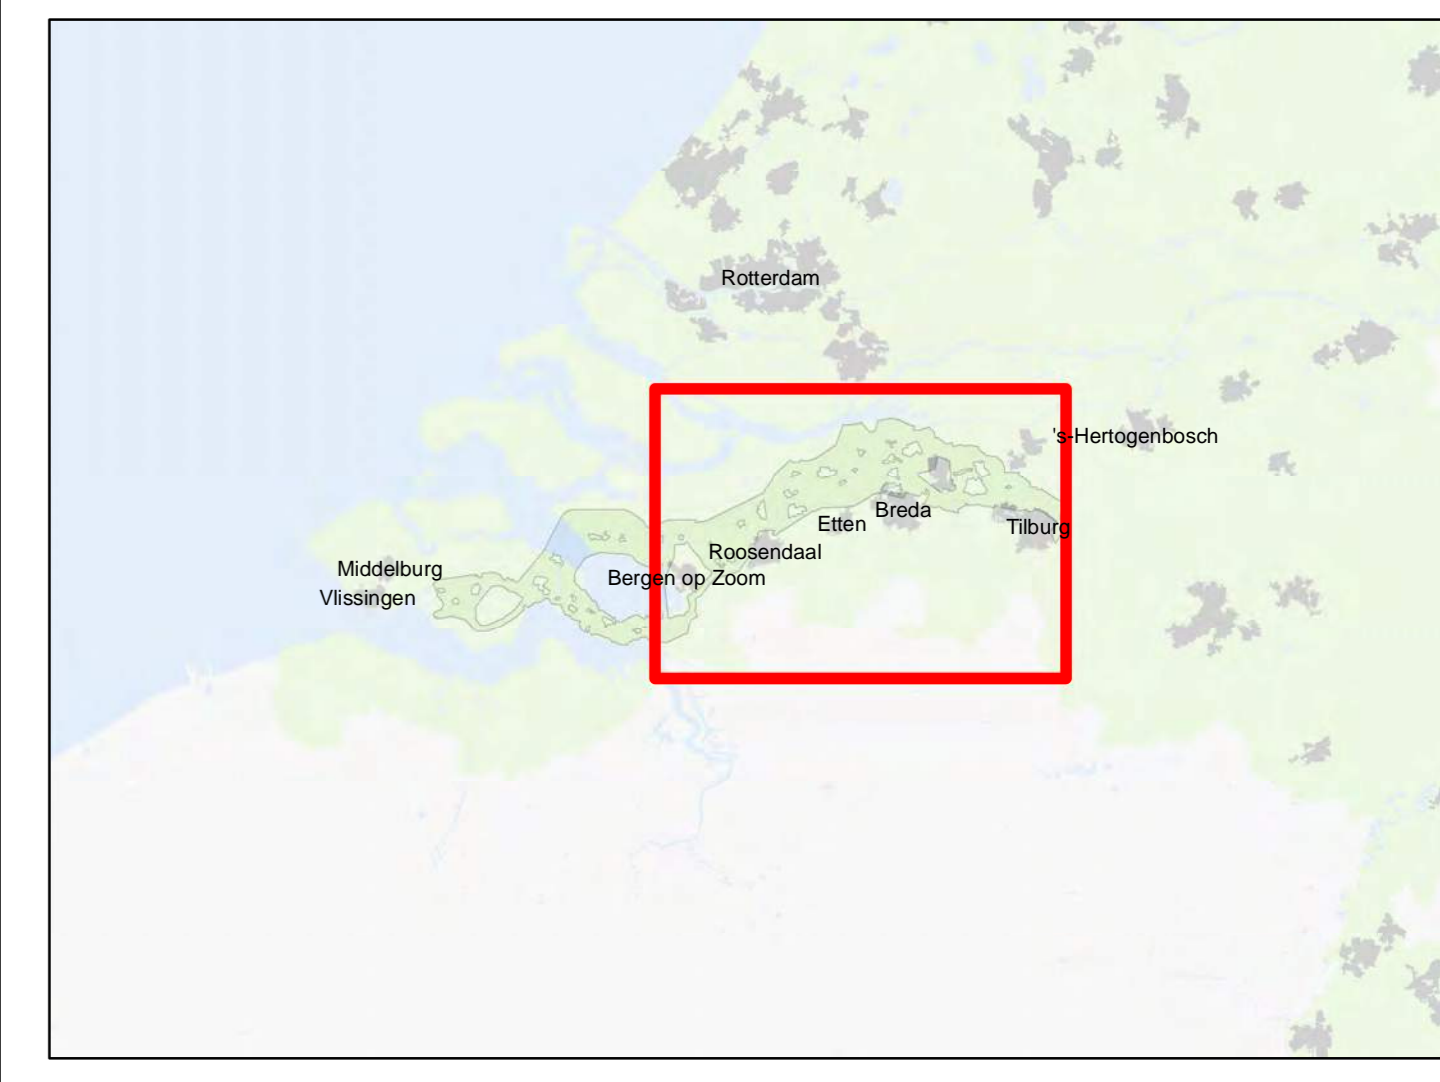 Rotterdam
's-Hertogenbosch
Breda
Etten
Tilburg
Roosendaal
Middelburg
Bergen op Zoom
Vlissingen